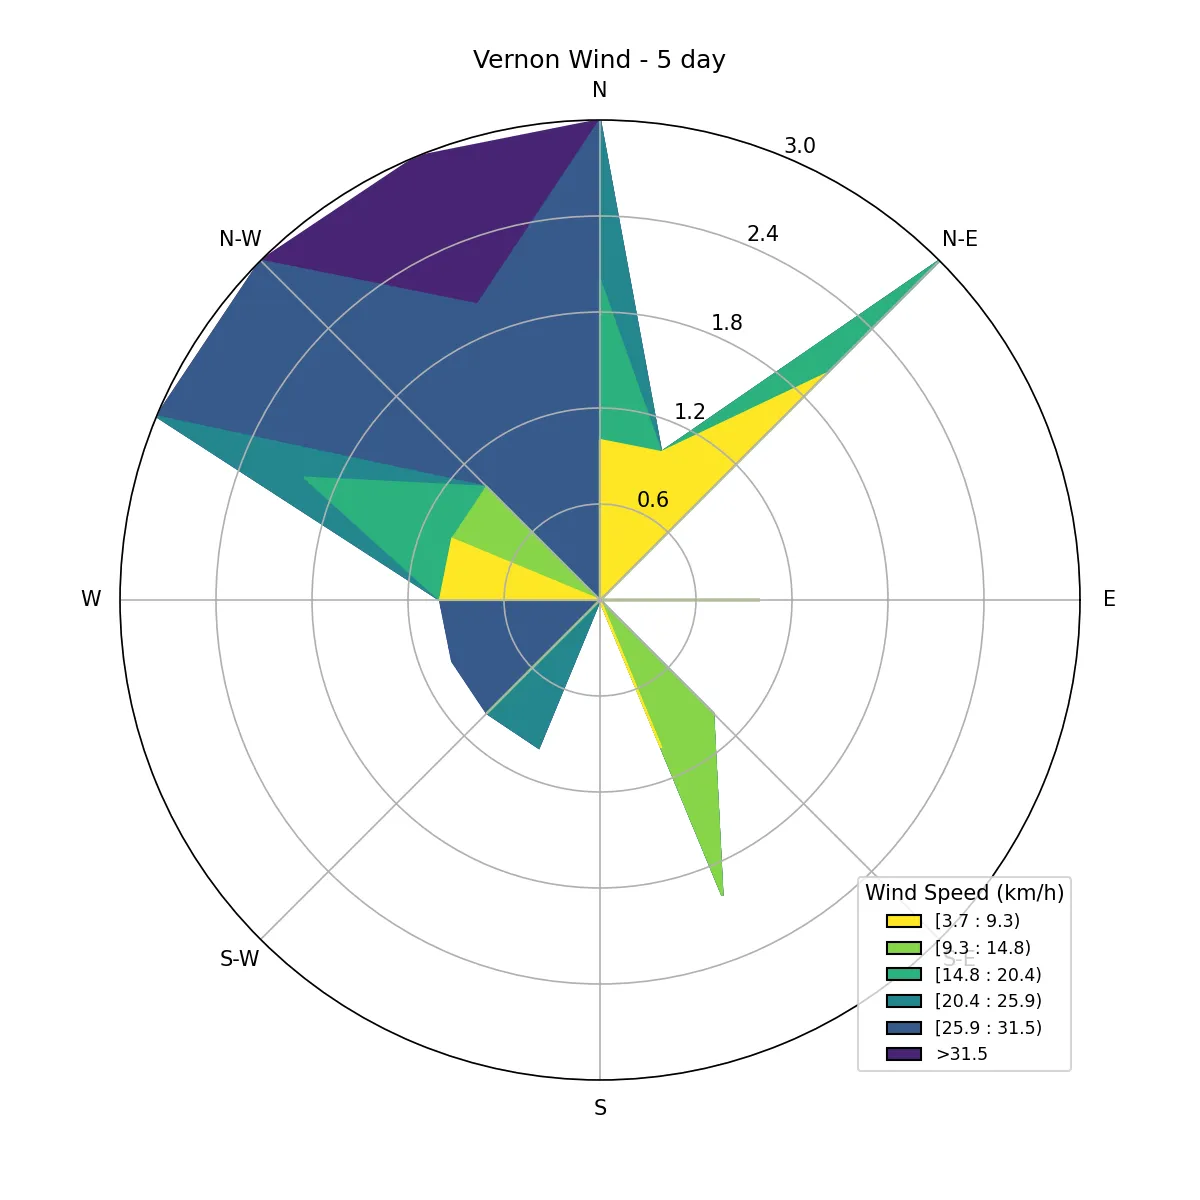 Vernon Wind - 5 day
N
3.0
N-W
2.4
N-E
1.8
1.2
0.6
W
E
S-W
S-E
S
Wind Speed (km/h)
[3.7 : 9.3)
[9.3 : 14.8)
[14.8 : 20.4)
[20.4 : 25.9)
[25.9 : 31.5)
>31.5